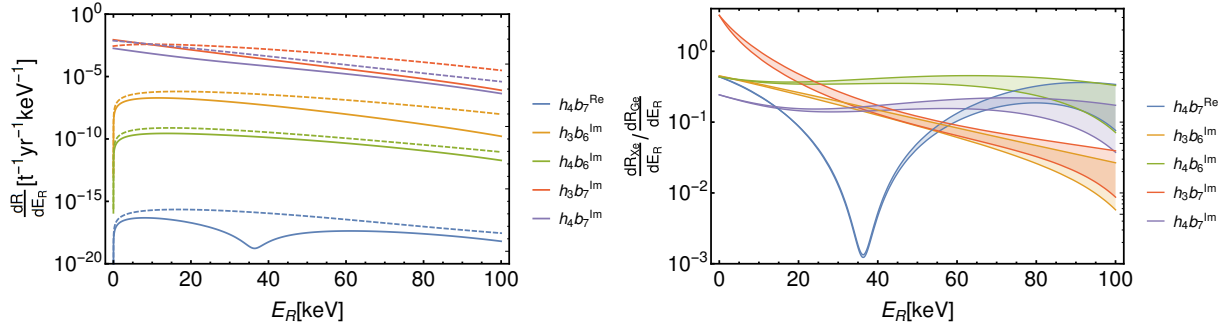 10^0
10^-5
10^-10
10^-15
10^-20
dR/dE_R [t^-1 yr^-1 keV^-1]
0 20 40 60 80 100
E_R[keV]
h_4b_7^Re
h_3b_6^Im
h_4b_6^Im
h_3b_7^Im
h_4b_7^Im
10^0
10^-1
10^-2
10^-3
dR_Xe/dE_R / dR_Ge/dE_R
0 20 40 60 80 100
E_R[keV]
h_4b_7^Re
h_3b_6^Im
h_4b_6^Im
h_3b_7^Im
h_4b_7^Im